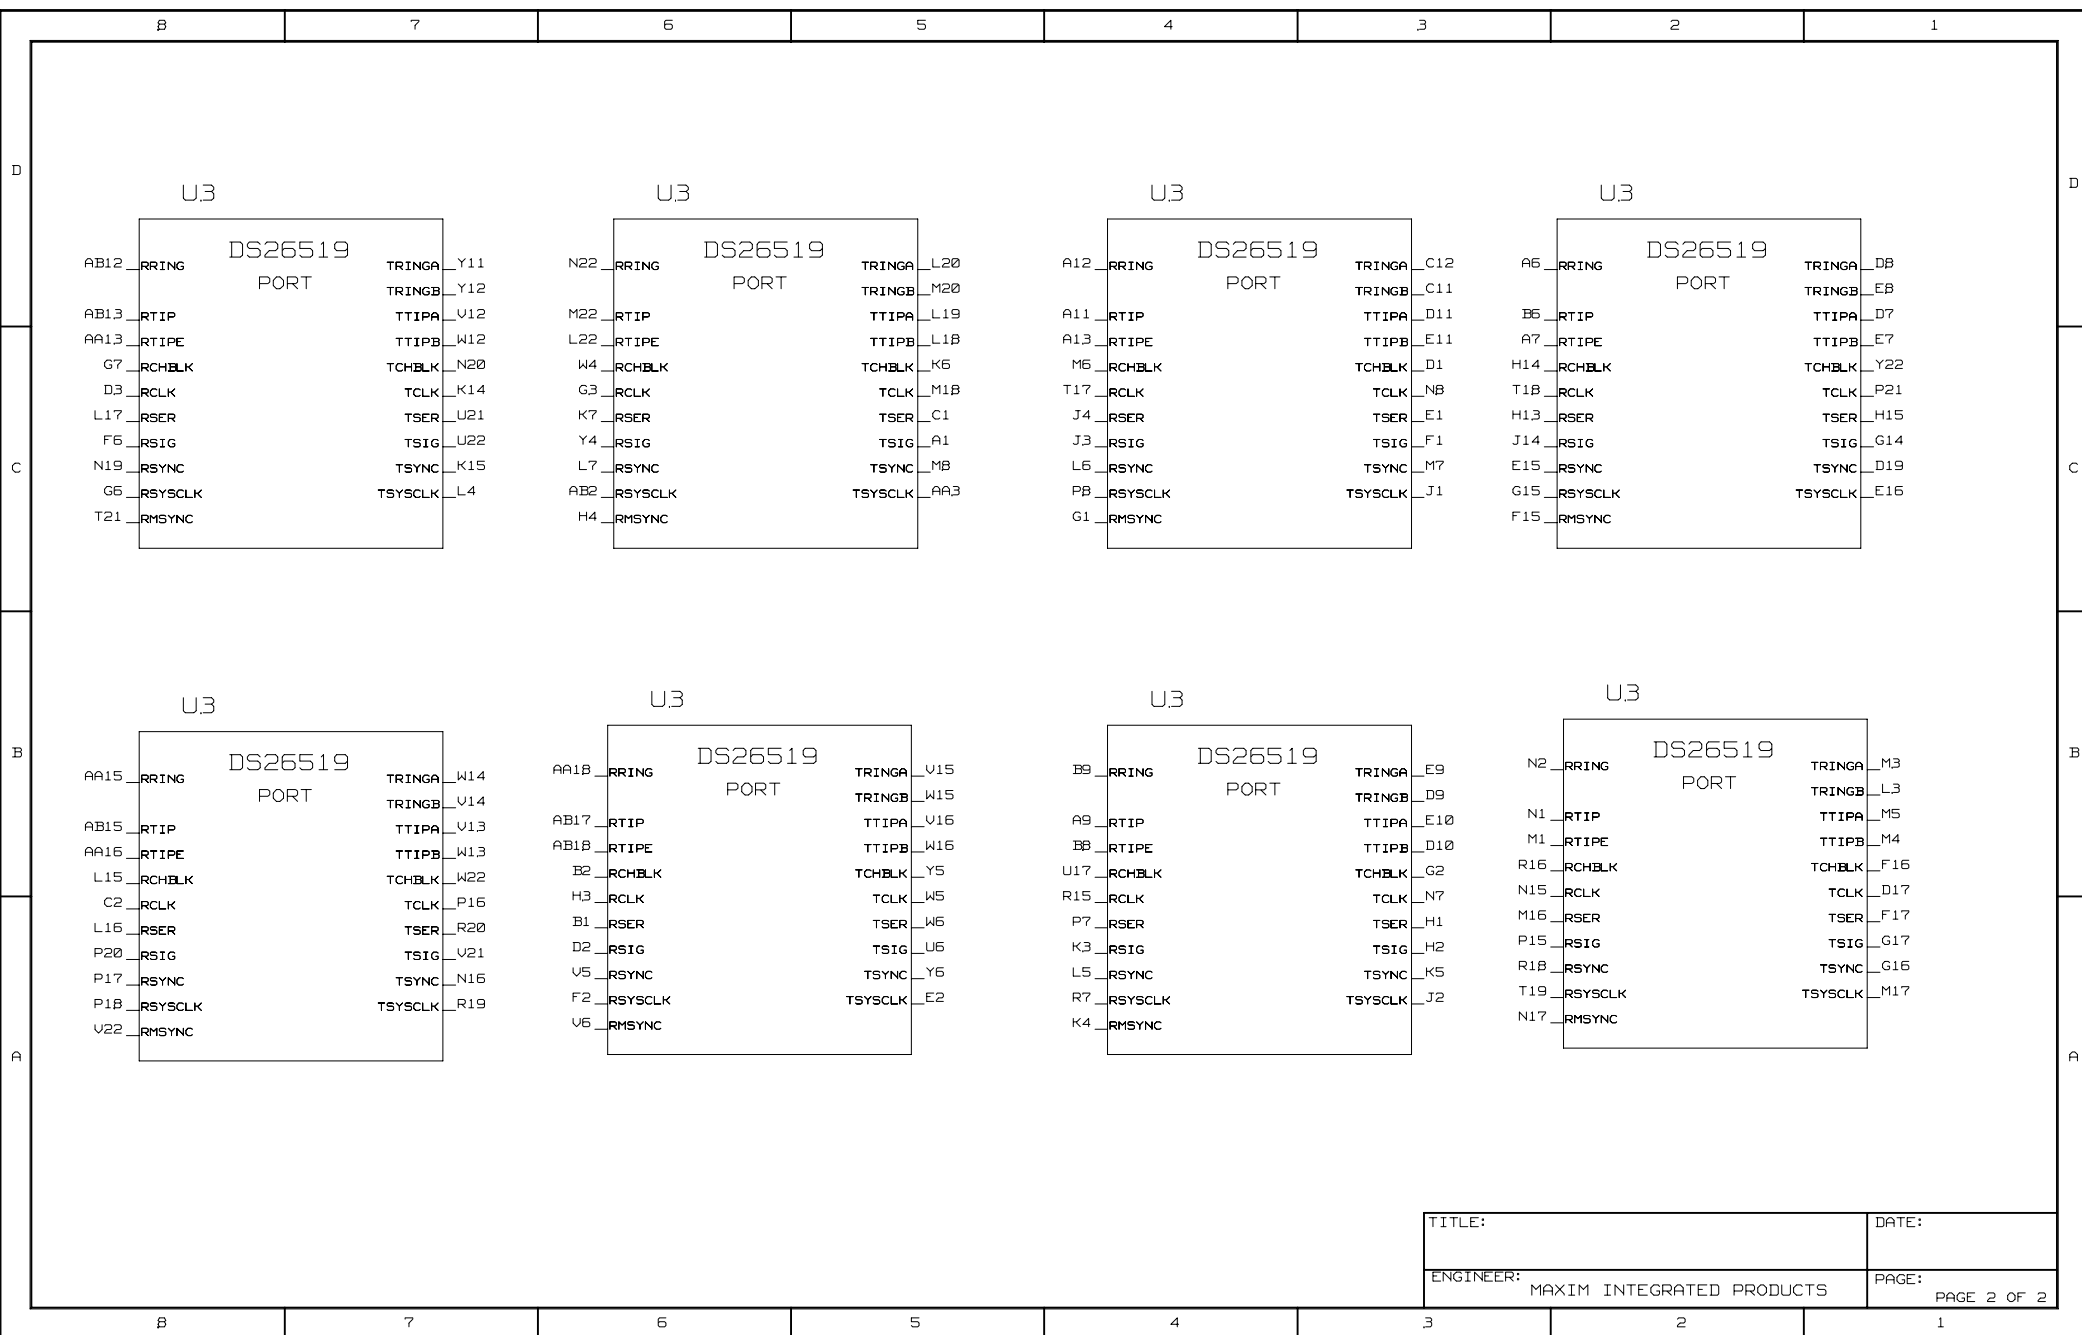 8 7 6 5 4 3 2 1
D D
U3 U3 U3 U3
DS26519 DS26519 DS26519 DS26519
PORT PORT PORT PORT
AB12 RRING TRINGA Y11 N22 RRING TRINGA L20 A12 RRING TRINGA C12 A6 RRING TRINGA D8
TRINGB Y12 TRINGB M20 TRINGB C11 TRINGB E8
AB13 RTIP TTIPA V12 M22 RTIP TTIPA L19 A11 RTIP TTIPA D11 B6 RTIP TTIPA D7
AA13 RTIPE TTIPB W12 L22 RTIPE TTIPB L18 A13 RTIPE TTIPB E11 A7 RTIPE TTIPB E7
G7 RCHBLK TCHBLK N20 W4 RCHBLK TCHBLK K6 M6 RCHBLK TCHBLK D1 H14 RCHBLK TCHBLK Y22
D3 RCLK TCLK K14 G3 RCLK TCLK M18 T17 RCLK TCLK N8 T18 RCLK TCLK P21
L17 RSER TSER U21 K7 RSER TSER C1 J4 RSER TSER E1 H13 RSER TSER H15
F6 RSIG TSIG U22 Y4 RSIG TSIG A1 J3 RSIG TSIG F1 J14 RSIG TSIG G14
C N19 RSYNC TSYNC K15 L7 RSYNC TSYNC M8 L6 RSYNC TSYNC M7 E15 RSYNC TSYNC D19 C
G6 RSYSCLK TSYSCLK L4 AB2 RSYSCLK TSYSCLK AA3 P8 RSYSCLK TSYSCLK J1 G15 RSYSCLK TSYSCLK E16
T21 RMSYNC H4 RMSYNC G1 RMSYNC F15 RMSYNC
U3 U3 U3 U3
DS26519 DS26519 DS26519 DS26519
PORT PORT PORT PORT
B B
AA15 RRING TRINGA W14 AA18 RRING TRINGA V15 B9 RRING TRINGA E9 N2 RRING TRINGA M3
TRINGB V14 TRINGB W15 TRINGB D9 TRINGB L3
AB15 RTIP TTIPA V13 AB17 RTIP TTIPA V16 A9 RTIP TTIPA E10 N1 RTIP TTIPA M5
AA16 RTIPE TTIPB W13 AB18 RTIPE TTIPB W16 B8 RTIPE TTIPB D10 M1 RTIPE TTIPB M4
L15 RCHBLK TCHBLK W22 B2 RCHBLK TCHBLK Y5 U17 RCHBLK TCHBLK G2 R16 RCHBLK TCHBLK F16
C2 RCLK TCLK P16 H3 RCLK TCLK W5 R15 RCLK TCLK N7 N15 RCLK TCLK D17
L16 RSER TSER R20 B1 RSER TSER W6 P7 RSER TSER H1 M16 RSER TSER F17
P20 RSIG TSIG V21 D2 RSIG TSIG U6 K3 RSIG TSIG H2 P15 RSIG TSIG G17
P17 RSYNC TSYNC N16 V5 RSYNC TSYNC Y6 L5 RSYNC TSYNC K5 R18 RSYNC TSYNC G16
P18 RSYSCLK TSYSCLK R19 F2 RSYSCLK TSYSCLK E2 R7 RSYSCLK TSYSCLK J2 T19 RSYSCLK TSYSCLK M17
V22 RMSYNC V6 RMSYNC K4 RMSYNC N17 RMSYNC
A A
TITLE: DATE:
ENGINEER: MAXIM INTEGRATED PRODUCTS PAGE: PAGE 2 OF 2
8 7 6 5 4 3 2 1